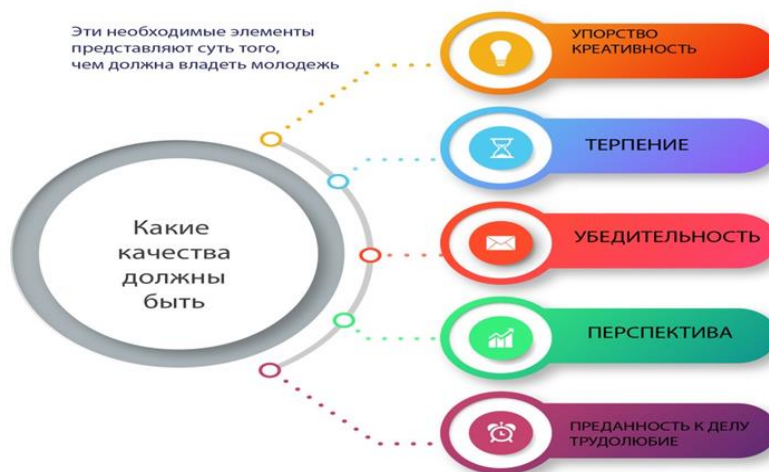 Эти необходимые элементы
представляют суть того,
чем должна владеть молодежь
Какие
качества
должны
быть
УПОРСТВО
КРЕАТИВНОСТЬ
ТЕРПЕНИЕ
УБЕДИТЕЛЬНОСТЬ
ПЕРСПЕКТИВА
ПРЕДАННОСТЬ К ДЕЛУ
ТРУДОЛЮБИЕ